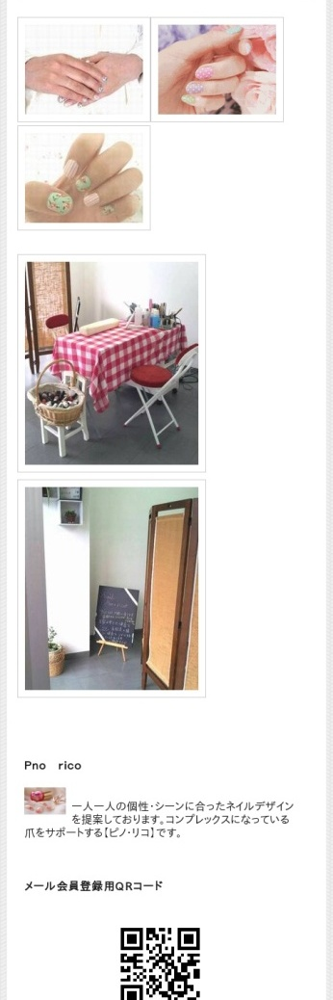 Pno　rico
一人一人の個性・シーンに合ったネイルデザイン
を提案しております。コンプレックスになっている
爪をサポートする【ピノ・リコ】です。
メール会員登録用QRコード